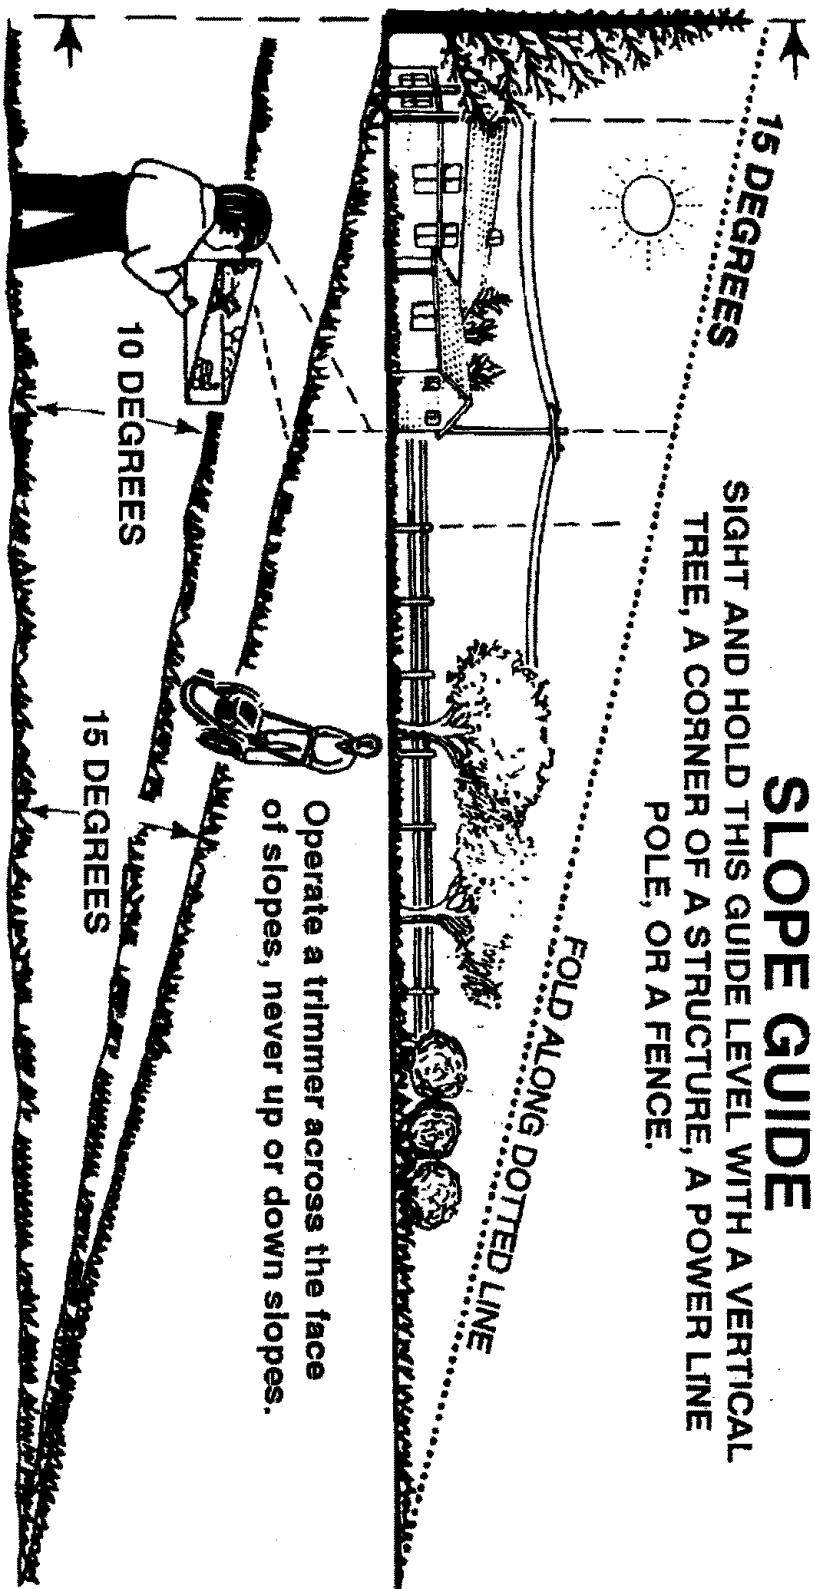 SLOPE GUIDE
SIGHT AND HOLD THIS GUIDE LEVEL WITH A VERTICAL
TREE, A CORNER OF A STRUCTURE, A POWER LINE
POLE, OR A FENCE.
15 DEGREES
FOLD ALONG DOTTED LINE
Operate a trimmer across the face
of slopes, never up or down slopes.
10 DEGREES
15 DEGREES